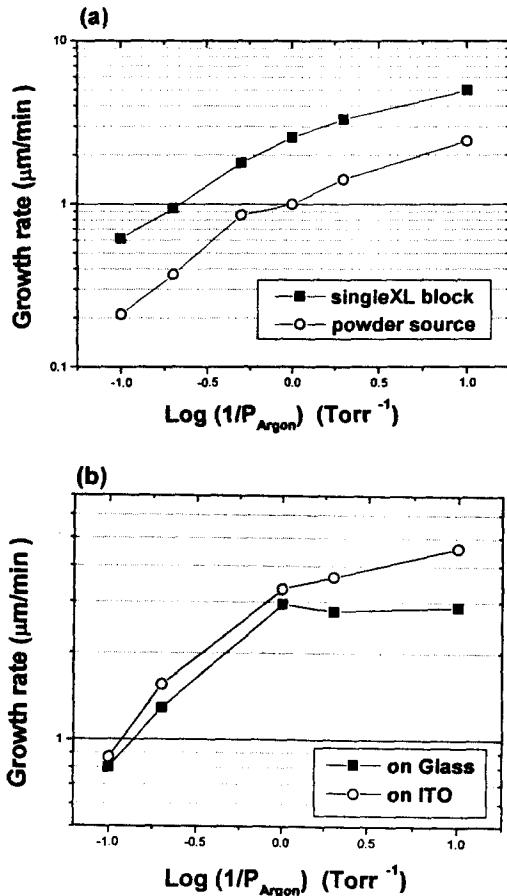 (a)
10
1
0.1
Growth rate (μm/min)
singleXL block
powder source
-1.0 -0.5 0.0 0.5 1.0
Log (1/P_Argon) (Torr⁻¹)
(b)
1
Growth rate (μm/min)
on Glass
on ITO
-1.0 -0.5 0.0 0.5 1.0
Log (1/P_Argon) (Torr⁻¹)